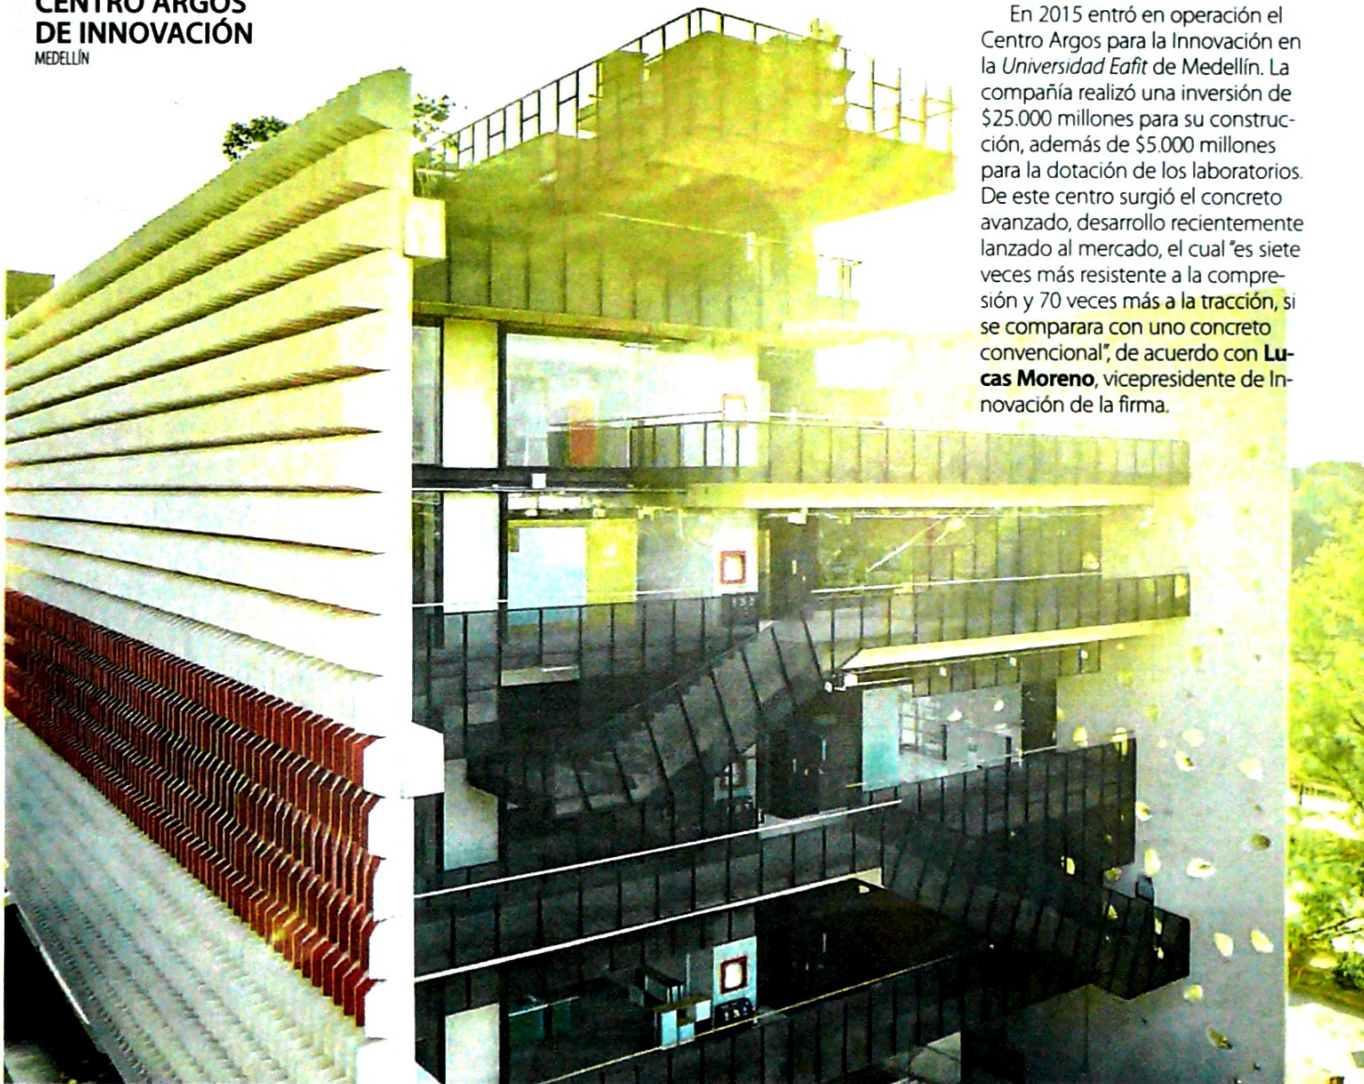 CENTRO ARGOS
DE INNOVACIÓN
MEDELLÍN
En 2015 entró en operación el
Centro Argos para la Innovación en
la Universidad Eafit de Medellín. La
compañía realizó una inversión de
$25.000 millones para su construc-
ción, además de $5.000 millones
para la dotación de los laboratorios.
De este centro surgió el concreto
avanzado, desarrollo recientemente
lanzado al mercado, el cual "es siete
veces más resistente a la compre-
sión y 70 veces más a la tracción, si
se comparara con uno concreto
convencional", de acuerdo con Lu-
cas Moreno, vicepresidente de In-
novación de la firma.